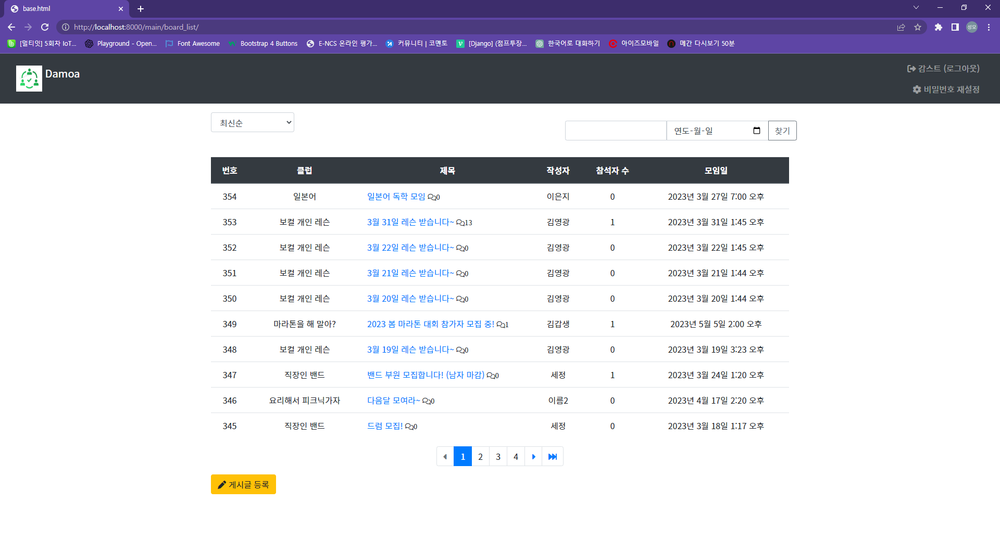 base.html
http://localhost:8000/main/board_list/
성모
[멀티잇] 5회차 IoT... Playground - Open... Font Awesome Bootstrap 4 Buttons E-NCS 온라인 평가... 커뮤니티 | 코멘토 [Django] (점프투장... 한국어로 대화하기 아이즈모바일 메간 다시보기 50분
Damoa
감스트 (로그아웃)
비밀번호 재설정
최신순
연도-월-일 찾기
번호 클럽 제목 작성자 참석자 수 모임일
354 일본어 일본어 독학 모임 0 이은지 0 2023년 3월 27일 7:00 오후
353 보컬 개인 레슨 3월 31일 레슨 받습니다~ 13 김영광 1 2023년 3월 31일 1:45 오후
352 보컬 개인 레슨 3월 22일 레슨 받습니다~ 0 김영광 0 2023년 3월 22일 1:45 오후
351 보컬 개인 레슨 3월 21일 레슨 받습니다~ 0 김영광 0 2023년 3월 21일 1:44 오후
350 보컬 개인 레슨 3월 20일 레슨 받습니다~ 0 김영광 0 2023년 3월 20일 1:44 오후
349 마라톤을 해 말아? 2023 봄 마라톤 대회 참가자 모집 중! 1 김갑생 1 2023년 5월 5일 2:00 오후
348 보컬 개인 레슨 3월 19일 레슨 받습니다~ 0 김영광 0 2023년 3월 19일 3:23 오후
347 직장인 밴드 밴드 부원 모집합니다! (남자 마감) 0 세정 1 2023년 3월 24일 1:20 오후
346 요리해서 피크닉가자 다음달 모여라~ 0 이름2 0 2023년 4월 17일 2:20 오후
345 직장인 밴드 드럼 모집! 0 세정 0 2023년 3월 18일 1:17 오후
1 2 3 4
게시글 등록